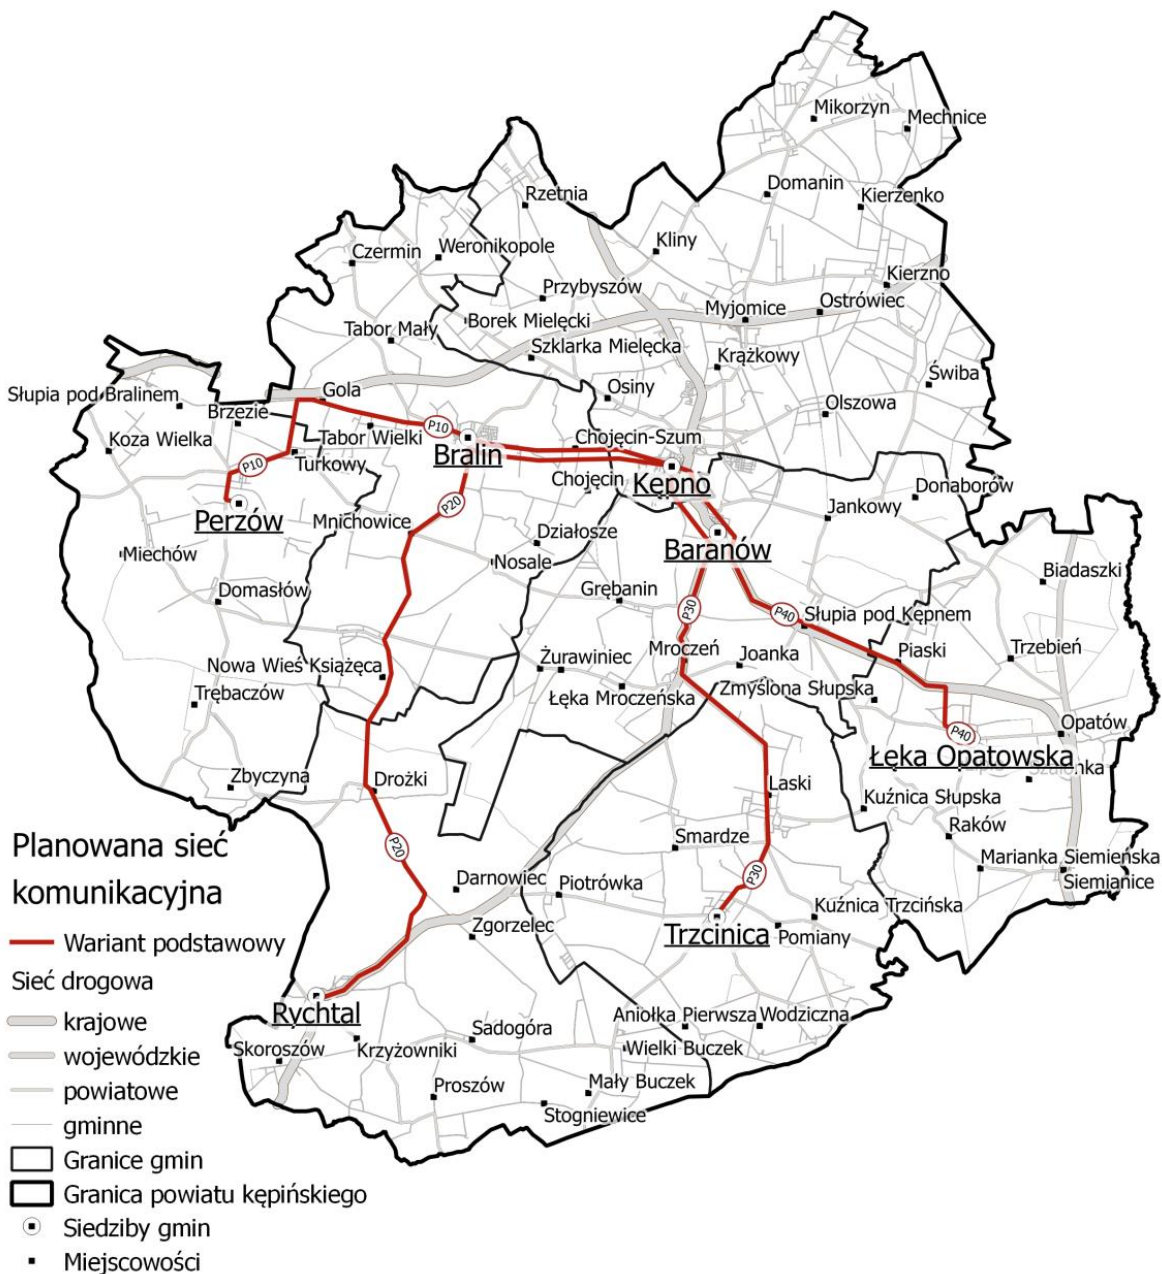 Mikorzyn
Mechnice
Domanin
Kierzenko
Rzetnia
Kliny
Czermin
Weronikopole
Kierzno
Przybyszów
Myjomice
Ostrówiec
Borek Mielęcki
Tabor Mały
Szklarka Mielęcka
Krążkowy
Świba
Słupia pod Bralinem
Gola
Osiny
Olszowa
Brzezie
P10
Tabor Wielki
Koza Wielka
Chojęcin-Szum
Bralin
P10
Turkowy
Chojęcin
Kępno
Donaborów
P20
Jankowy
Perzów
Mnichowice
Działosze
Baranów
Miechów
Nosale
Biadaszki
Domasłów
Grębanin
P30
P40
Słupia pod Kępnem
Mroczeń
Joanka
Piaski
Trzebień
Nowa Wieś Książęca
Żurawiniec
Trębaczów
Łęka Mroczeńska
Zmyślona Słupska
P40
Opatów
Łęka Opatowska
Zbyczyna
Drożki
Laski
Kuźnica Słupska
P20
Smardze
Raków
Marianka Siemieńska
Siemianice
P30
Darnowiec
Piotrówka
Kuźnica Trzcińska
Zgorzelec
Trzcinica
Pomiany
Rychtal
Sadogóra
Aniołka Pierwsza
Wodziczna
Skoroszów
Krzyżowniki
Wielki Buczek
Proszów
Mały Buczek
Stogniewice
Planowana sieć
komunikacyjna
Wariant podstawowy
Sieć drogowa
krajowe
wojewódzkie
powiatowe
gminne
Granice gmin
Granica powiatu kępińskiego
Siedziby gmin
Miejscowości